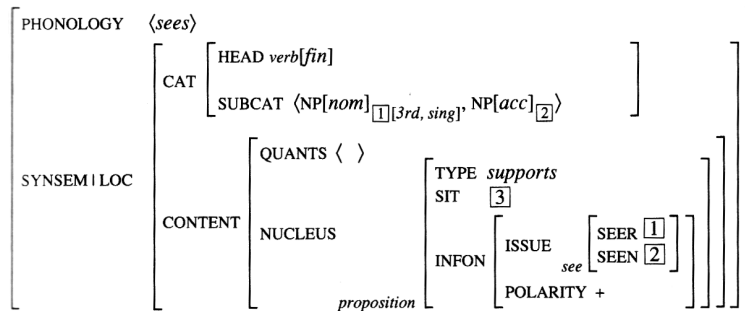 PHONOLOGY ⟨sees⟩
HEAD verb[fin]
CAT
SUBCAT ⟨NP[nom] [1][3rd, sing], NP[acc] [2]⟩
QUANTS ⟨ ⟩
TYPE supports
SYNSEM | LOC
SIT [3]
CONTENT NUCLEUS
SEER [1]
ISSUE
see SEEN [2]
INFON
POLARITY +
proposition